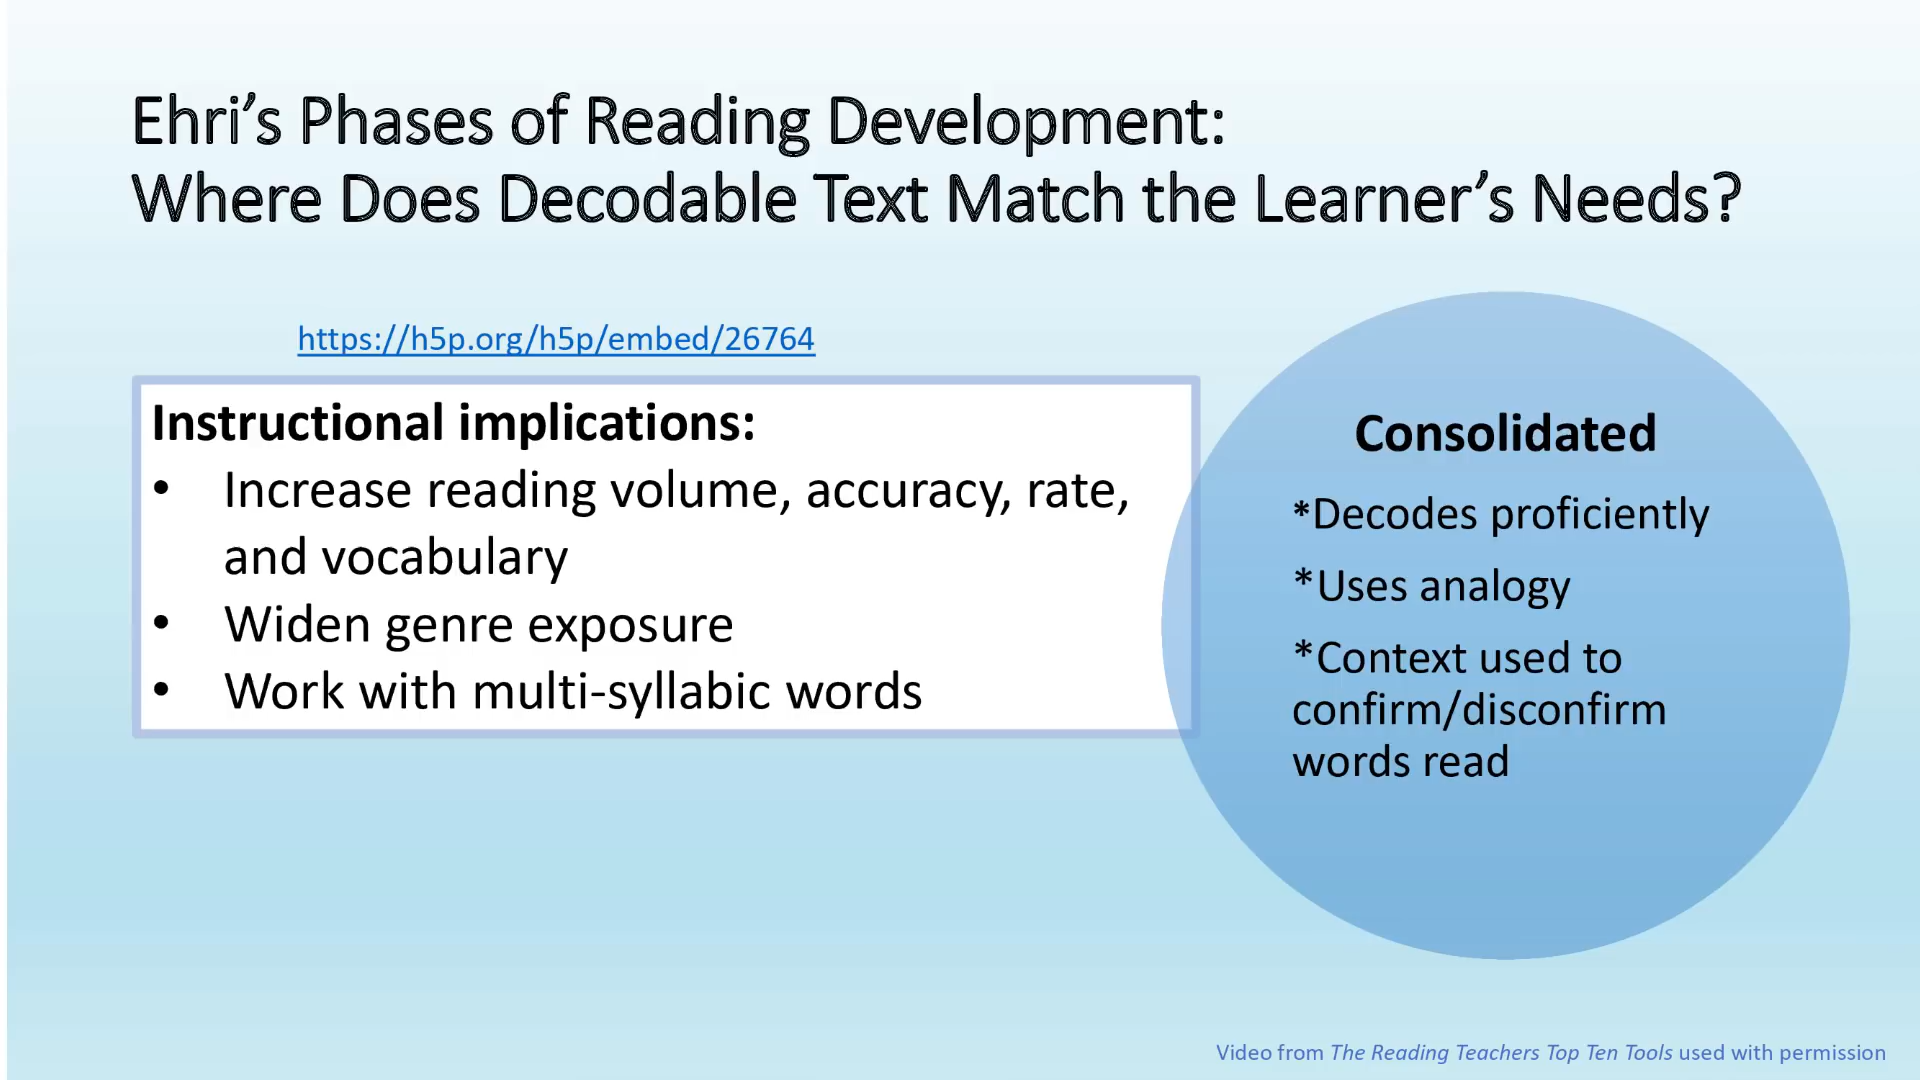 Ehri’s Phases of Reading Development:
Where Does Decodable Text Match the Learner’s Needs?
https://h5p.org/h5p/embed/26764
Instructional implications:
• Increase reading volume, accuracy, rate,
and vocabulary
• Widen genre exposure
• Work with multi-syllabic words
Consolidated
*Decodes proficiently
*Uses analogy
*Context used to
confirm/disconfirm
words read
Video from The Reading Teachers Top Ten Tools used with permission